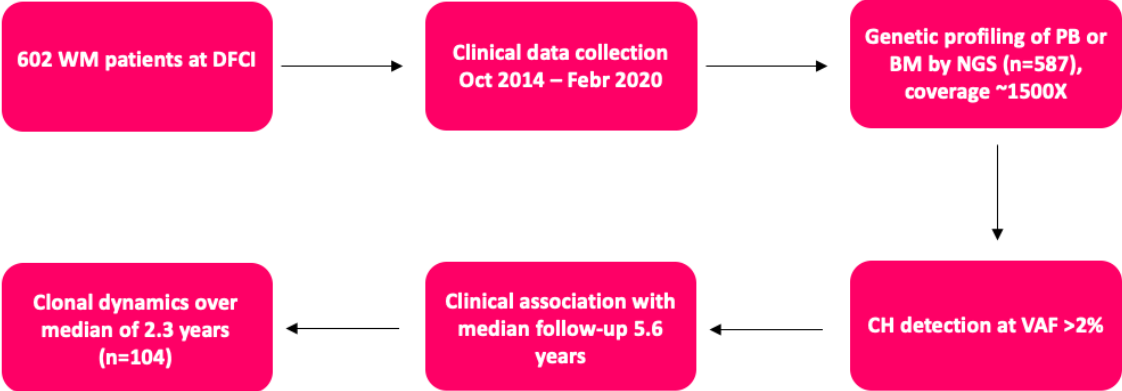 602 WM patients at DFCI
Clinical data collection
Oct 2014 – Febr 2020
Genetic profiling of PB or
BM by NGS (n=587),
coverage ~1500X
CH detection at VAF >2%
Clinical association with
median follow-up 5.6
years
Clonal dynamics over
median of 2.3 years
(n=104)